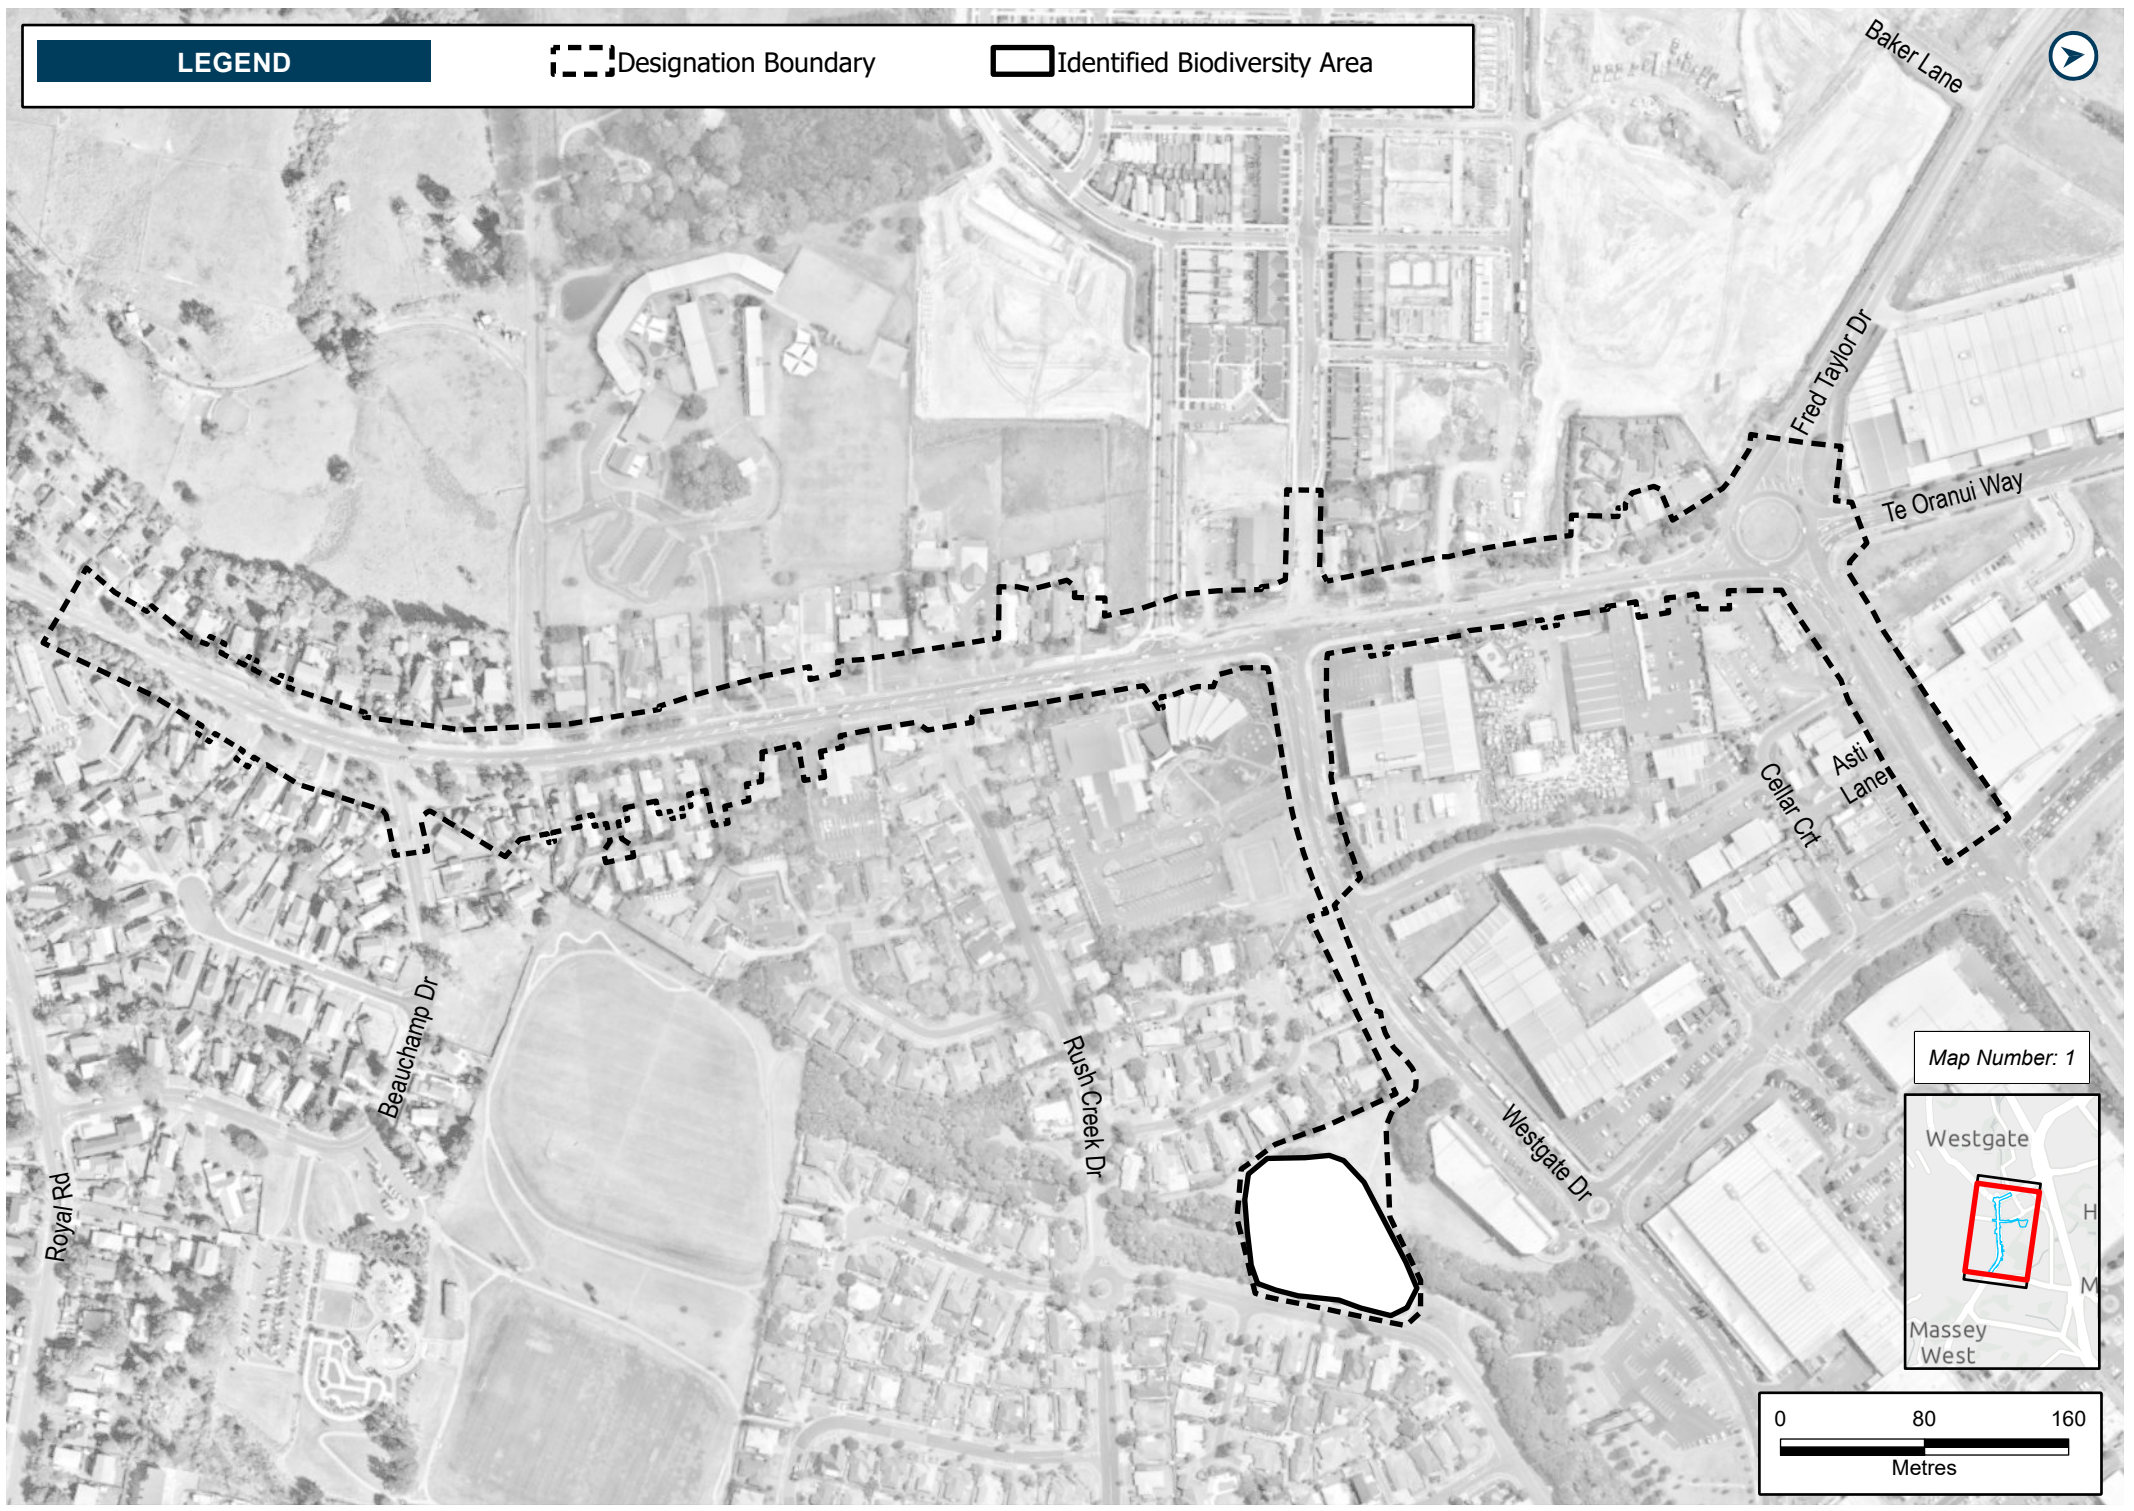 LEGEND
Designation Boundary
Identified Biodiversity Area
Baker Lane
Fred Taylor Dr
Te Oranui Way
Asti
Lane
Cellar Crt
Beauchamp Dr
Rush Creek Dr
Westgate Dr
Royal Rd
Map Number: 1
Westgate
H
M
Massey
West
0 80 160
Metres